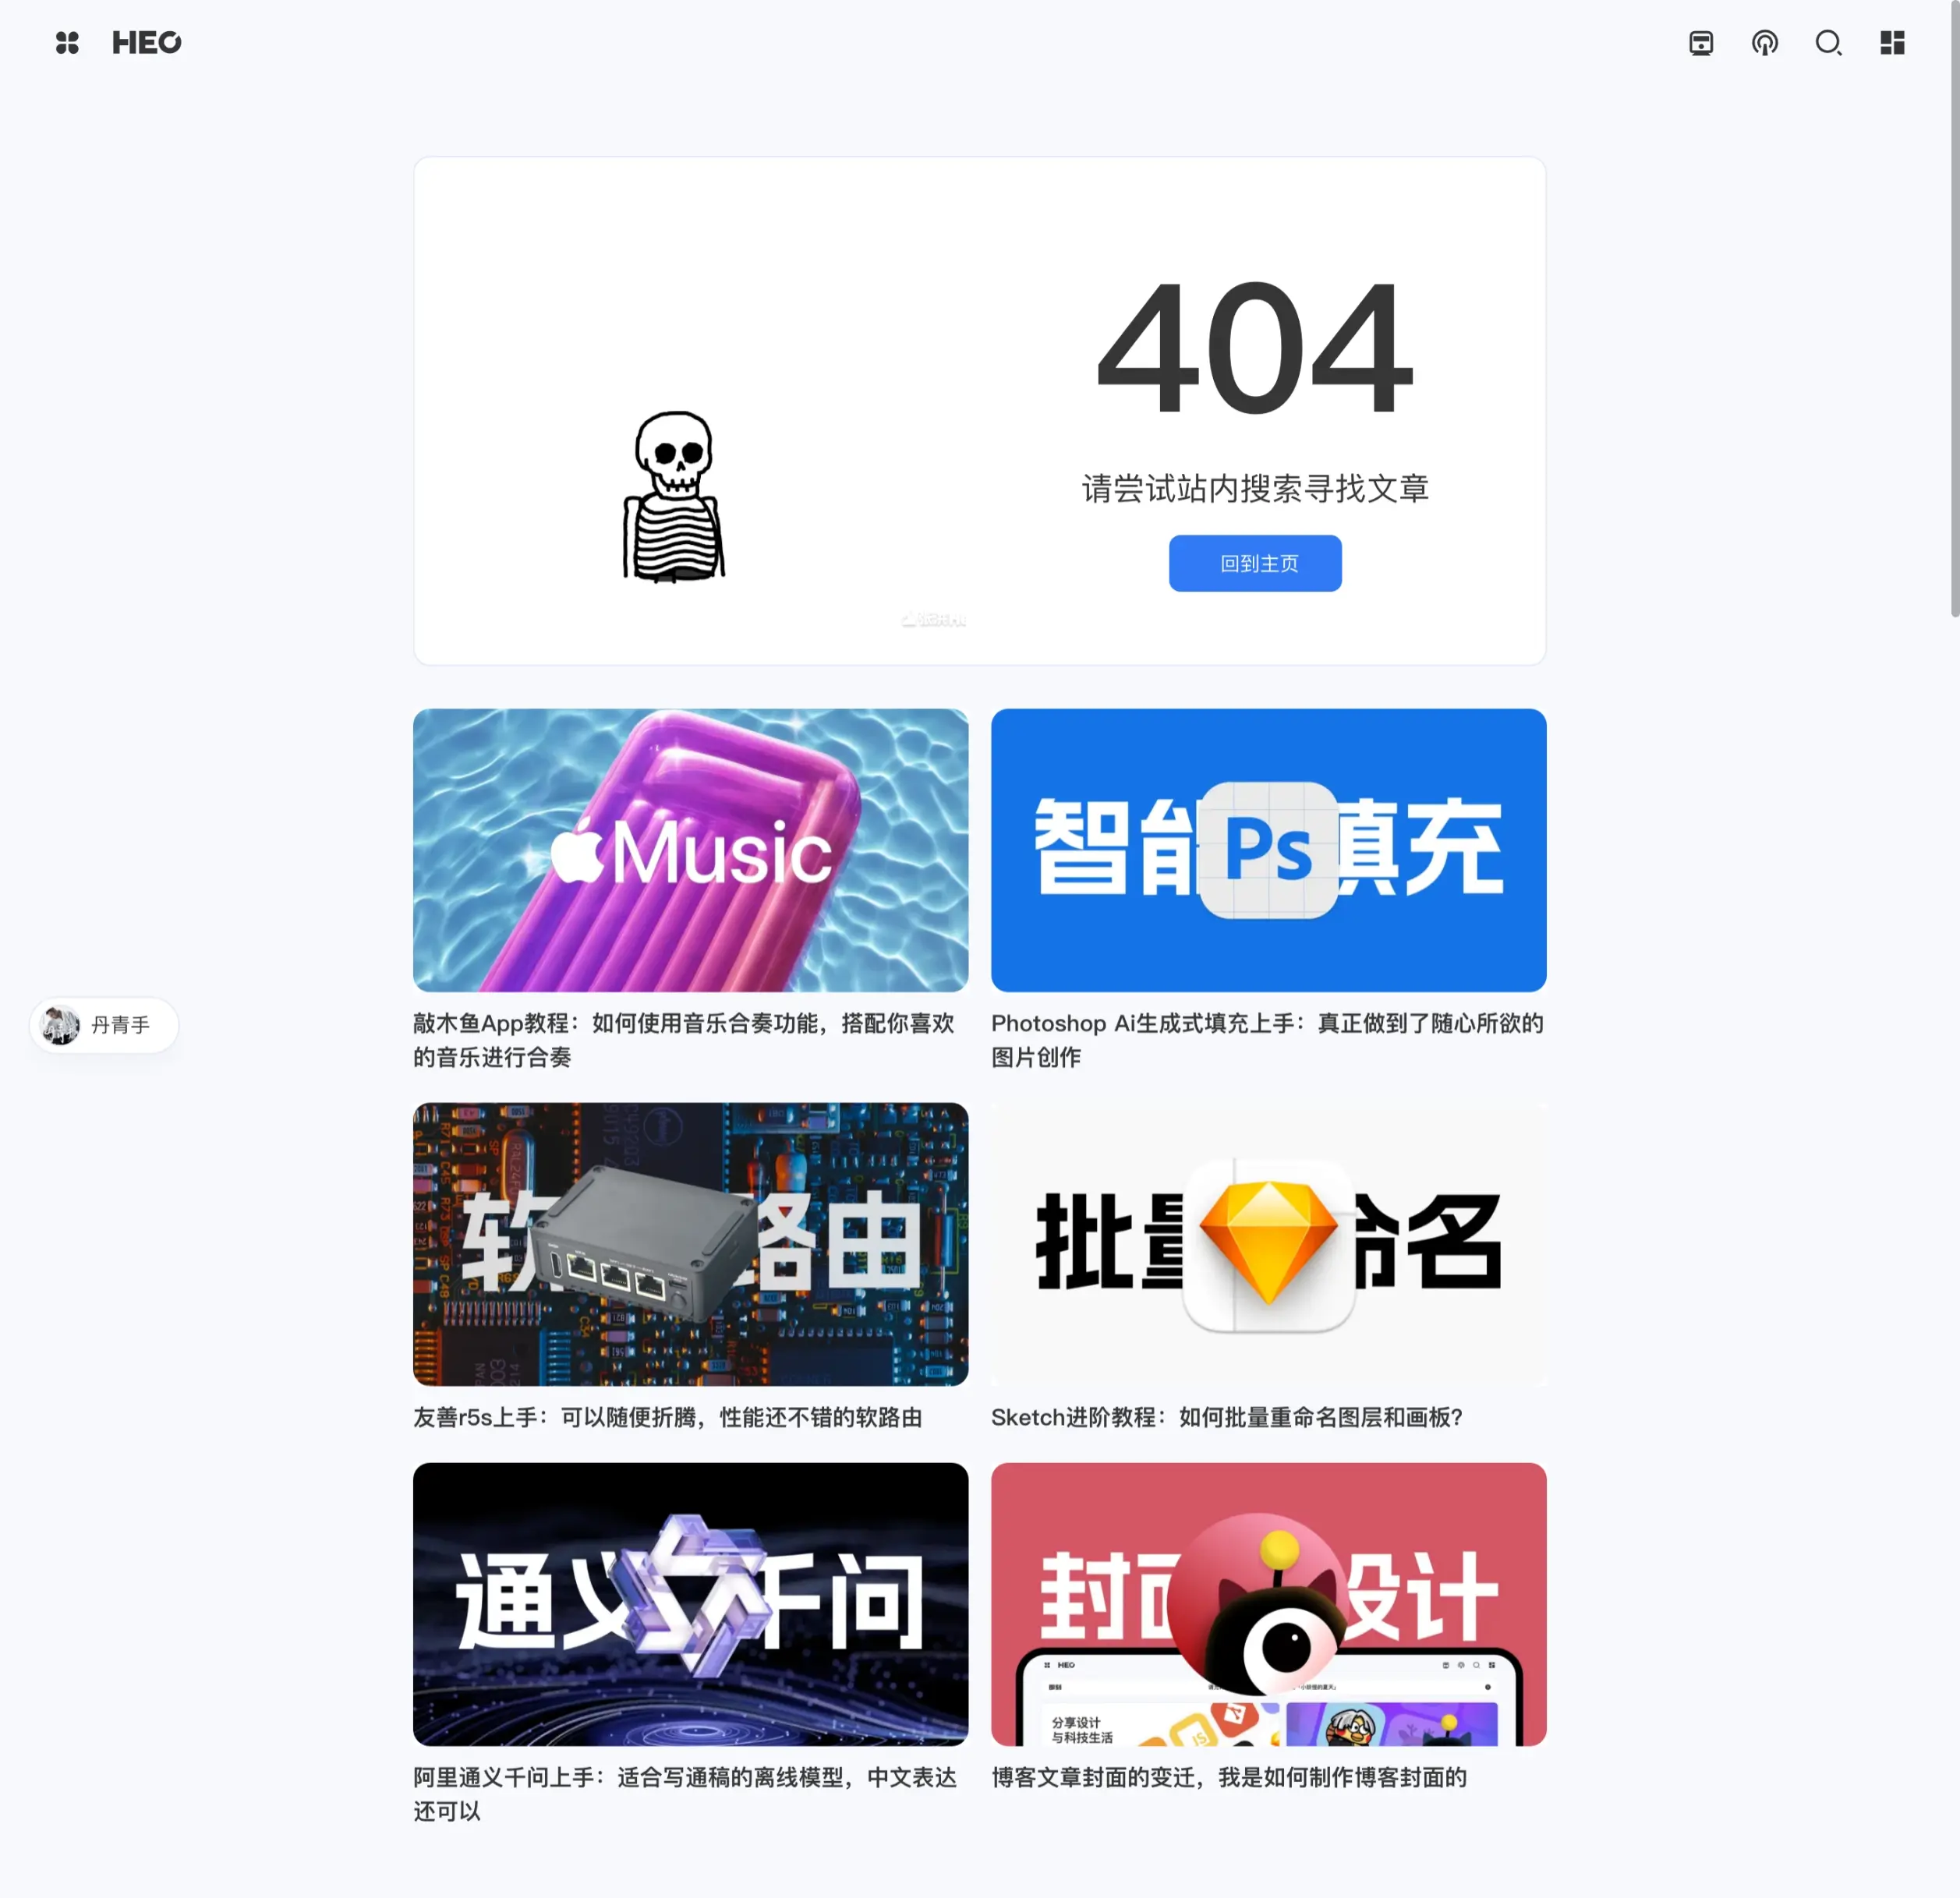 HEO
404
请尝试站内搜索寻找文章
回到主页
Music
智能 填充
Ps
敲木鱼App教程：如何使用音乐合奏功能，搭配你喜欢
的音乐进行合奏
Photoshop Ai生成式填充上手：真正做到了随心所欲的
图片创作
丹青手
软 路由
批量 命名
友善r5s上手：可以随便折腾，性能还不错的软路由
Sketch进阶教程：如何批量重命名图层和画板？
通义千问
封面设计
HEO
分享设计
与科技生活
阿里通义千问上手：适合写通稿的离线模型，中文表达
还可以
博客文章封面的变迁，我是如何制作博客封面的